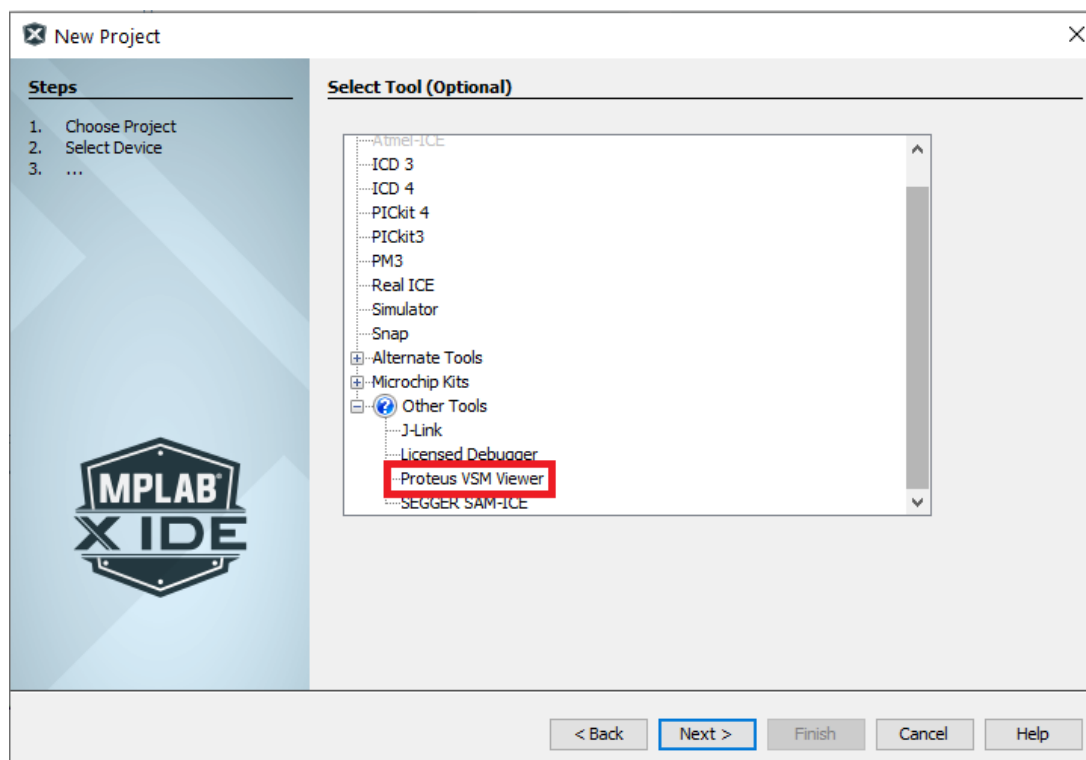 New Project
Steps
1. Choose Project
2. Select Device
3. ...
MPLAB
X IDE
Select Tool (Optional)
Atmel-ICE
ICD 3
ICD 4
PICkit 4
PICkit3
PM3
Real ICE
Simulator
Snap
Alternate Tools
Microchip Kits
Other Tools
J-Link
Licensed Debugger
Proteus VSM Viewer
SEGGER SAM-ICE
< Back Next > Finish Cancel Help